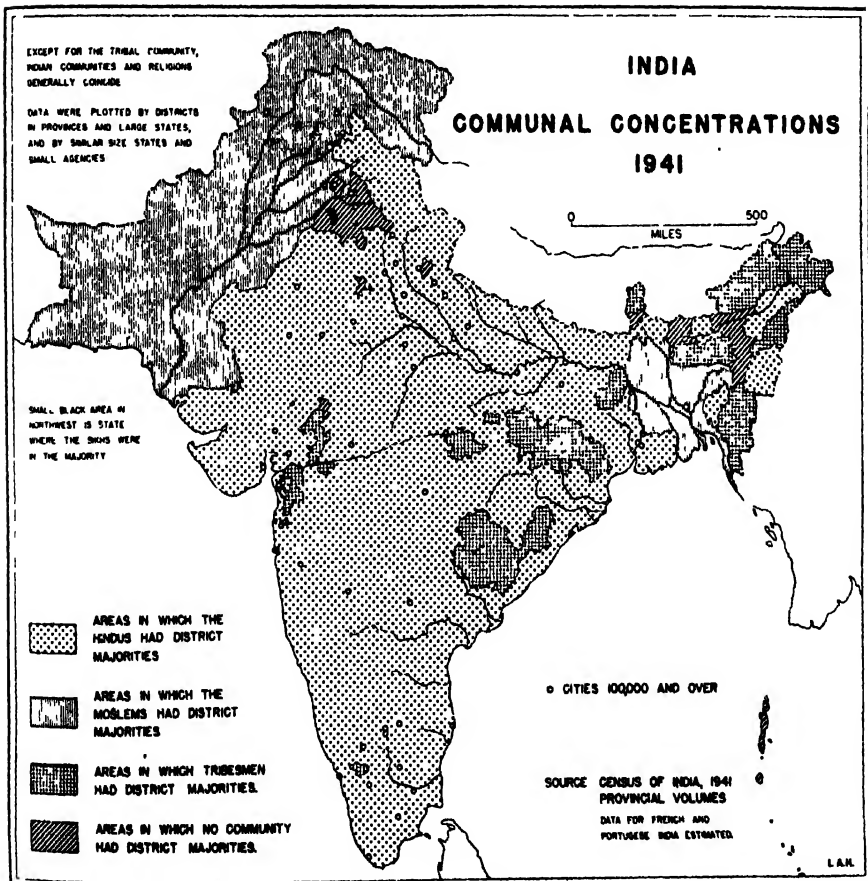 EXCEPT FOR THE TRIBAL COMMUNITY,
INDIAN COMMUNITIES AND RELIGIONS
GENERALLY COINCIDE
DATA WERE PLOTTED BY DISTRICTS
IN PROVINCES AND LARGE STATES,
AND BY SIMILAR SIZE STATES AND
SMALL AGENCIES
INDIA
COMMUNAL CONCENTRATIONS
1941
0 500
MILES
SMALL BLACK AREA IN
NORTHWEST IS STATE
WHERE THE SIKHS WERE
IN THE MAJORITY
AREAS IN WHICH THE
HINDUS HAD DISTRICT
MAJORITIES
AREAS IN WHICH THE
MOSLEMS HAD DISTRICT
MAJORITIES
AREAS IN WHICH TRIBESMEN
HAD DISTRICT MAJORITIES.
AREAS IN WHICH NO COMMUNITY
HAD DISTRICT MAJORITIES.
CITIES 100,000 AND OVER
SOURCE CENSUS OF INDIA, 1941
PROVINCIAL VOLUMES
DATA FOR FRENCH AND
PORTUGESE INDIA ESTIMATED
L.A.H.